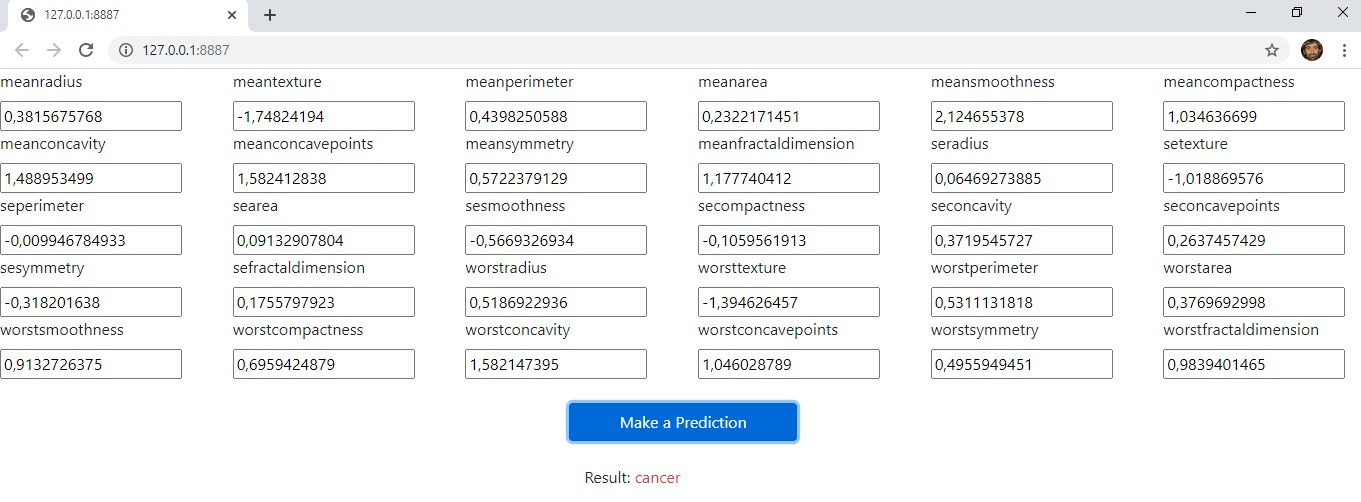 127.0.0.1:8887
127.0.0.1:8887
meanradius meantexture meanperimeter meanarea meansmoothness meancompactness
0,3815675768 -1,74824194 0,4398250588 0,2322171451 2,124655378 1,034636699
meanconcavity meanconcavepoints meansymmetry meanfractaldimension seradius setexture
1,488953499 1,582412838 0,5722379129 1,177740412 0,06469273885 -1,018869576
seperimeter searea sesmoothness secompactness seconcavity seconcavepoints
-0,009946784933 0,09132907804 -0,5669326934 -0,1059561913 0,3719545727 0,2637457429
sesymmetry sefractaldimension worstradius worsttexture worstperimeter worstarea
-0,318201638 0,1755797923 0,5186922936 -1,394626457 0,5311131818 0,3769692998
worstsmoothness worstcompactness worstconcavity worstconcavepoints worstsymmetry worstfractaldimension
0,9132726375 0,6959424879 1,582147395 1,046028789 0,4955949451 0,9839401465
Make a Prediction
Result: cancer